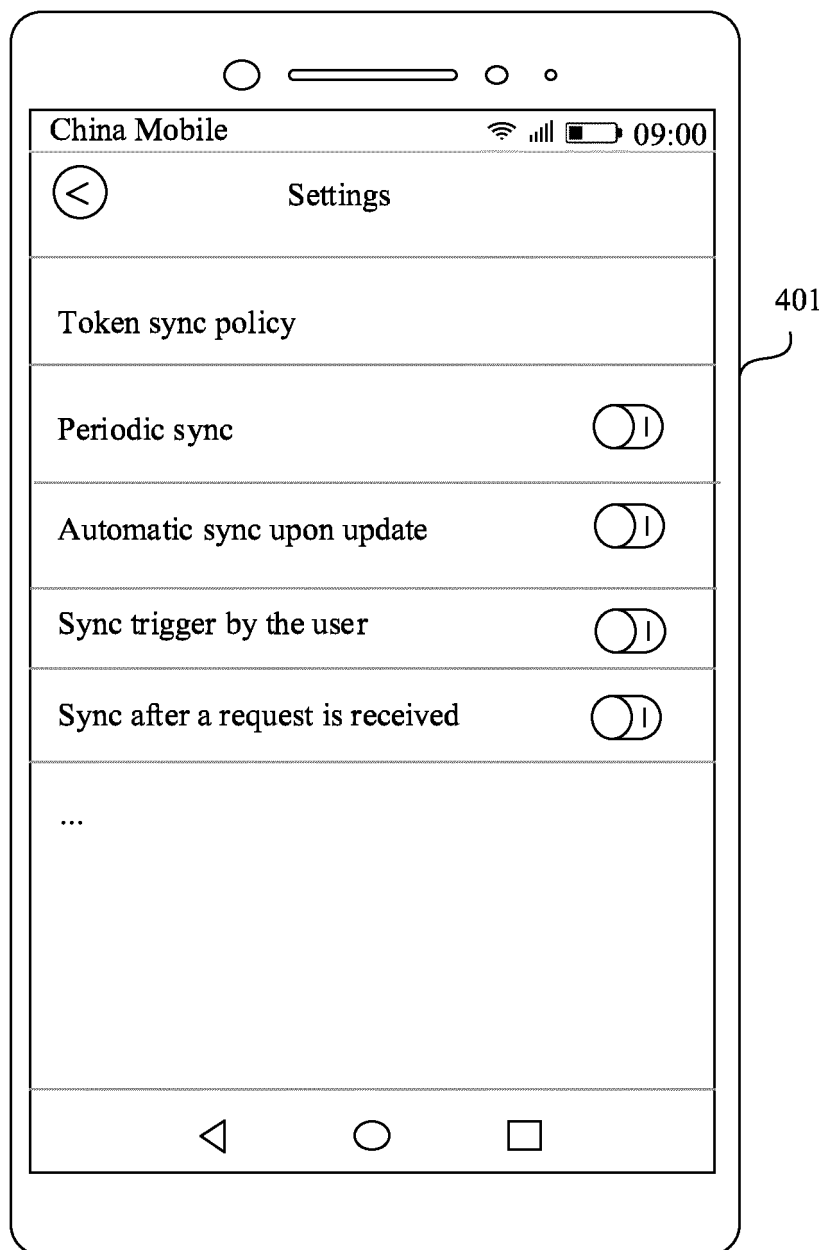 China Mobile 09:00
Settings
401
Token sync policy
Periodic sync
Automatic sync upon update
Sync trigger by the user
Sync after a request is received
...